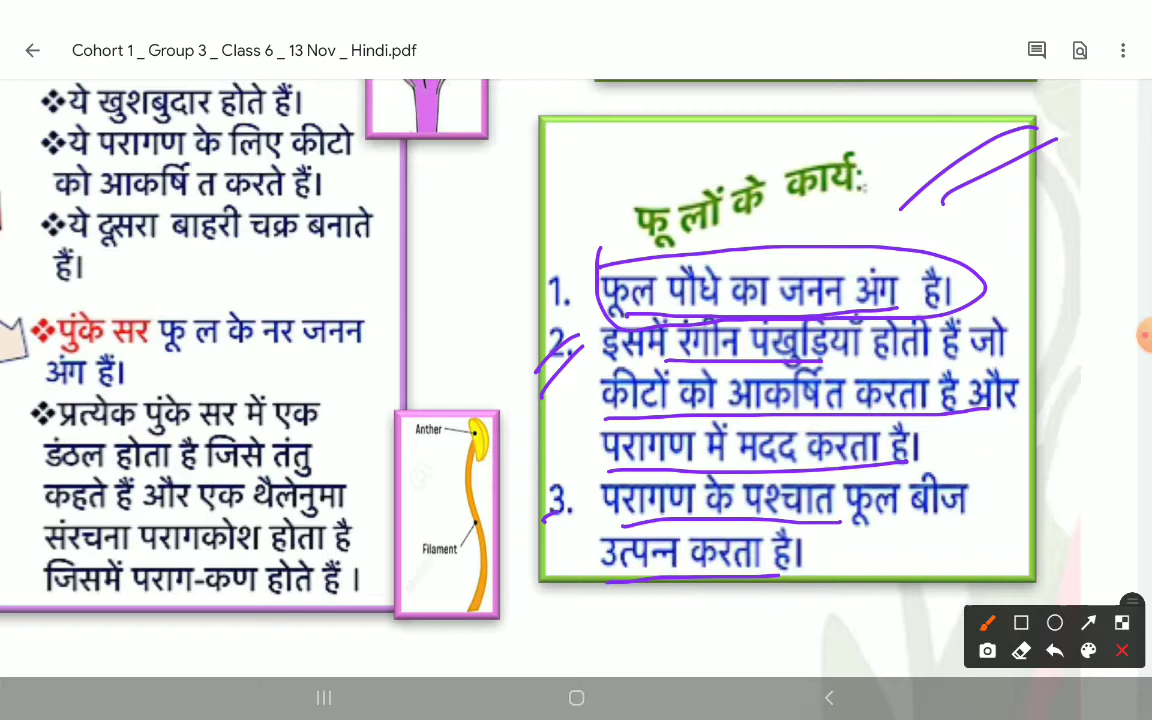 Cohort 1 _ Group 3 _ Class 6 _ 13 Nov _ Hindi.pdf
❖ये खुशबुदार होते हैं।
❖ये परागण के लिए कीटो
को आकर्षि त करते हैं।
❖ये दूसरा बाहरी चक्र बनाते
हैं।
❖पुंके सर फू ल के नर जनन
अंग हैं।
❖प्रत्येक पुंके सर में एक
डंठल होता है जिसे तंतु
कहते हैं और एक थैलेनुमा
संरचना परागकोश होता है
जिसमें पराग-कण होते हैं ।
Anther
Filament
फू लों के कार्य:
1. फूल पौधे का जनन अंग है।
2. इसमें रंगीन पंखुड़ियाँ होती हैं जो
कीटों को आकर्षित करता है और
परागण में मदद करता है।
3. परागण के पश्चात फूल बीज
उत्पन्न करता है।